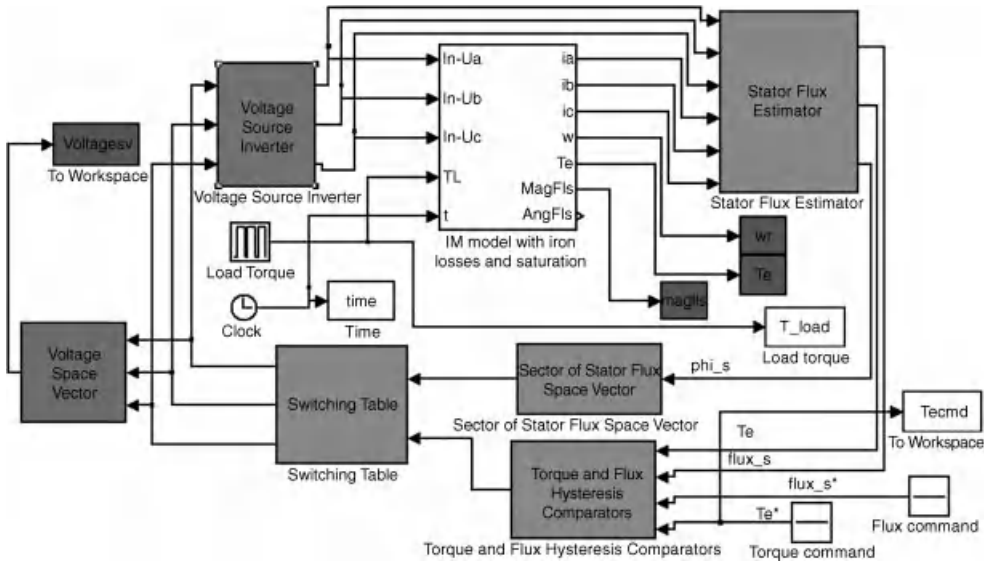 Voltagesv
To Workspace
Voltage
Source
Inverter
Voltage Source Inverter
In-Ua
In-Ub
In-Uc
TL
t
ia
ib
ic
w
Te
MagFls
AngFls
IM model with iron
losses and saturation
Stator Flux
Estimator
Stator Flux Estimator
wr
Te
magfls
T_load
Load torque
Load Torque
Clock
time
Time
Voltage
Space
Vector
Switching Table
Switching Table
Sector of Stator Flux
Space Vector
Sector of Stator Flux Space Vector
phi_s
Tecmd
To Workspace
Te
flux_s
flux_s*
Te*
Flux command
Torque command
Torque and Flux
Hysteresis
Comparators
Torque and Flux Hysteresis Comparators